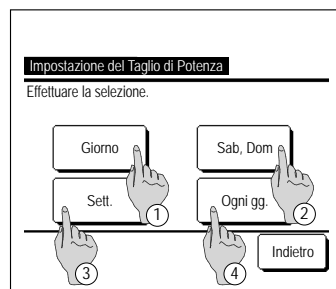 Impostazione del Taglio di Potenza
Effettuare la selezione.
Giorno
Sab, Dom
1
2
Sett.
Ogni gg.
3
4
Indietro